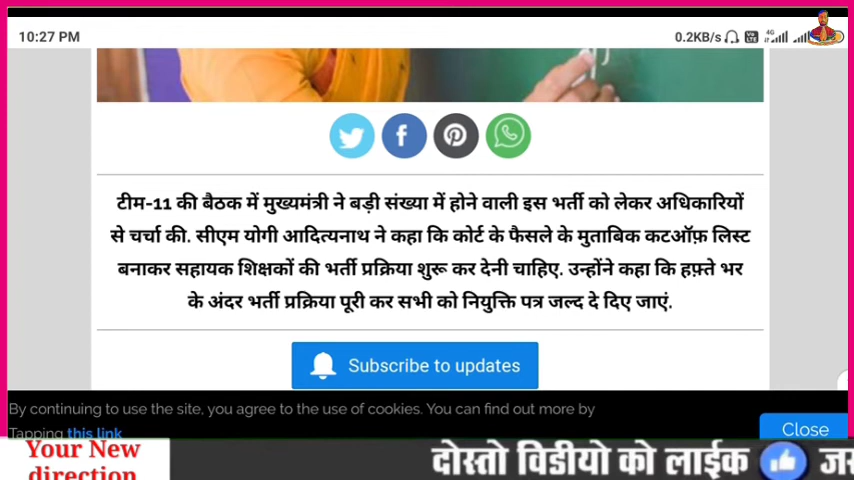 10:27 PM
0.2KB/s
4G
टीम-11 की बैठक में मुख्यमंत्री ने बड़ी संख्या में होने वाली इस भर्ती को लेकर अधिकारियों
से चर्चा की. सीएम योगी आदित्यनाथ ने कहा कि कोर्ट के फैसले के मुताबिक कटऑफ़ लिस्ट
बनाकर सहायक शिक्षकों की भर्ती प्रक्रिया शुरू कर देनी चाहिए. उन्होंने कहा कि हफ़्ते भर
के अंदर भर्ती प्रक्रिया पूरी कर सभी को नियुक्ति पत्र जल्द दे दिए जाएं.
Subscribe to updates
By continuing to use the site, you agree to the use of cookies. You can find out more by
Tapping this link
Close
Your New
direction
दोस्तो विडीयो को लाईक